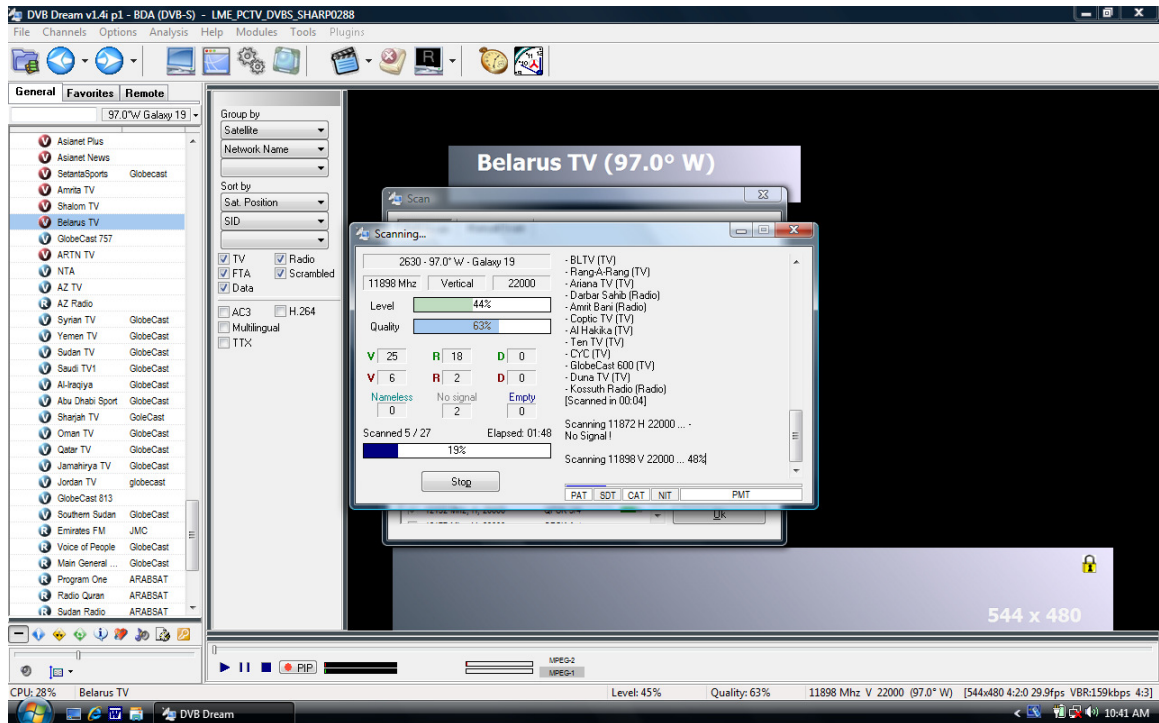 DVB Dream v1.4i p1 - BDA (DVB-S) - LME_PCTV_DVBS_SHARP0288
File Channels Options Analysis Help Modules Tools Plugins
General Favorites Remote
97.0°W Galaxy 19
Asianet Plus
Asianet News
SetantaSports Globecast
Amrita TV
Shalom TV
Belarus TV
GlobeCast 757
ARTN TV
NTA
AZ TV
AZ Radio
Syrian TV GlobeCast
Yemen TV GlobeCast
Sudan TV GlobeCast
Saudi TV1 GlobeCast
Al-Iraqiya GlobeCast
Abu Dhabi Sport GlobeCast
Sharjah TV GoleCast
Oman TV GlobeCast
Qatar TV GlobeCast
Jamahirya TV GlobeCast
Jordan TV globecast
GlobeCast 813
Southern Sudan GlobeCast
Emirates FM JMC
Voice of People GlobeCast
Main General ... GlobeCast
Program One ARABSAT
Radio Quran ARABSAT
Sudan Radio ARABSAT
Group by
Satellite
Network Name
Sort by
Sat. Position
SID
TV Radio
FTA Scrambled
Data
AC3 H.264
Multilingual
TTX
Belarus TV (97.0° W)
Scan
Scanning...
2630 - 97.0° W - Galaxy 19
11898 Mhz Vertical 22000
Level 44%
Quality 63%
V 25 R 18 D 0
V 6 R 2 D 0
Nameless No signal Empty
0 2 0
Scanned 5 / 27 Elapsed: 01:48
19%
Stop
- BLTV (TV)
- Rang-A-Rang (TV)
- Ariana TV (TV)
- Darbar Sahib (Radio)
- Amrit Bani (Radio)
- Coptic TV (TV)
- Al Hakika (TV)
- Ten TV (TV)
- CYC (TV)
- GlobeCast 600 (TV)
- Duna TV (TV)
- Kossuth Radio (Radio)
[Scanned in 00:04]
Scanning 11872 H 22000 ... -
No Signal !
Scanning 11898 V 22000 ... 48%
PAT SDT CAT NIT PMT
Ok
544 x 480
PIP
MPEG-2
MPEG-1
CPU: 28% Belarus TV Level: 45% Quality: 63% 11898 Mhz V 22000 (97.0° W) [544x480 4:2:0 29.9fps VBR:159kbps 4:3]
DVB Dream 10:41 AM